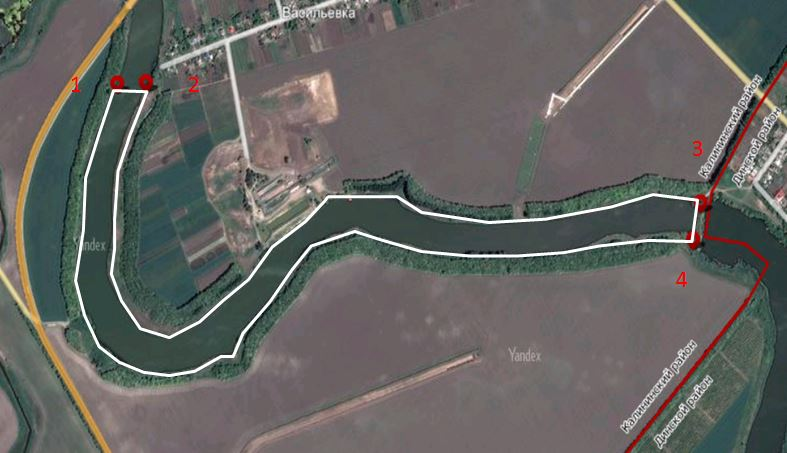 Васильевка
1
2
3
Калининский район
Динской район
Yandex
4
Yandex
Калининский район
Динской район